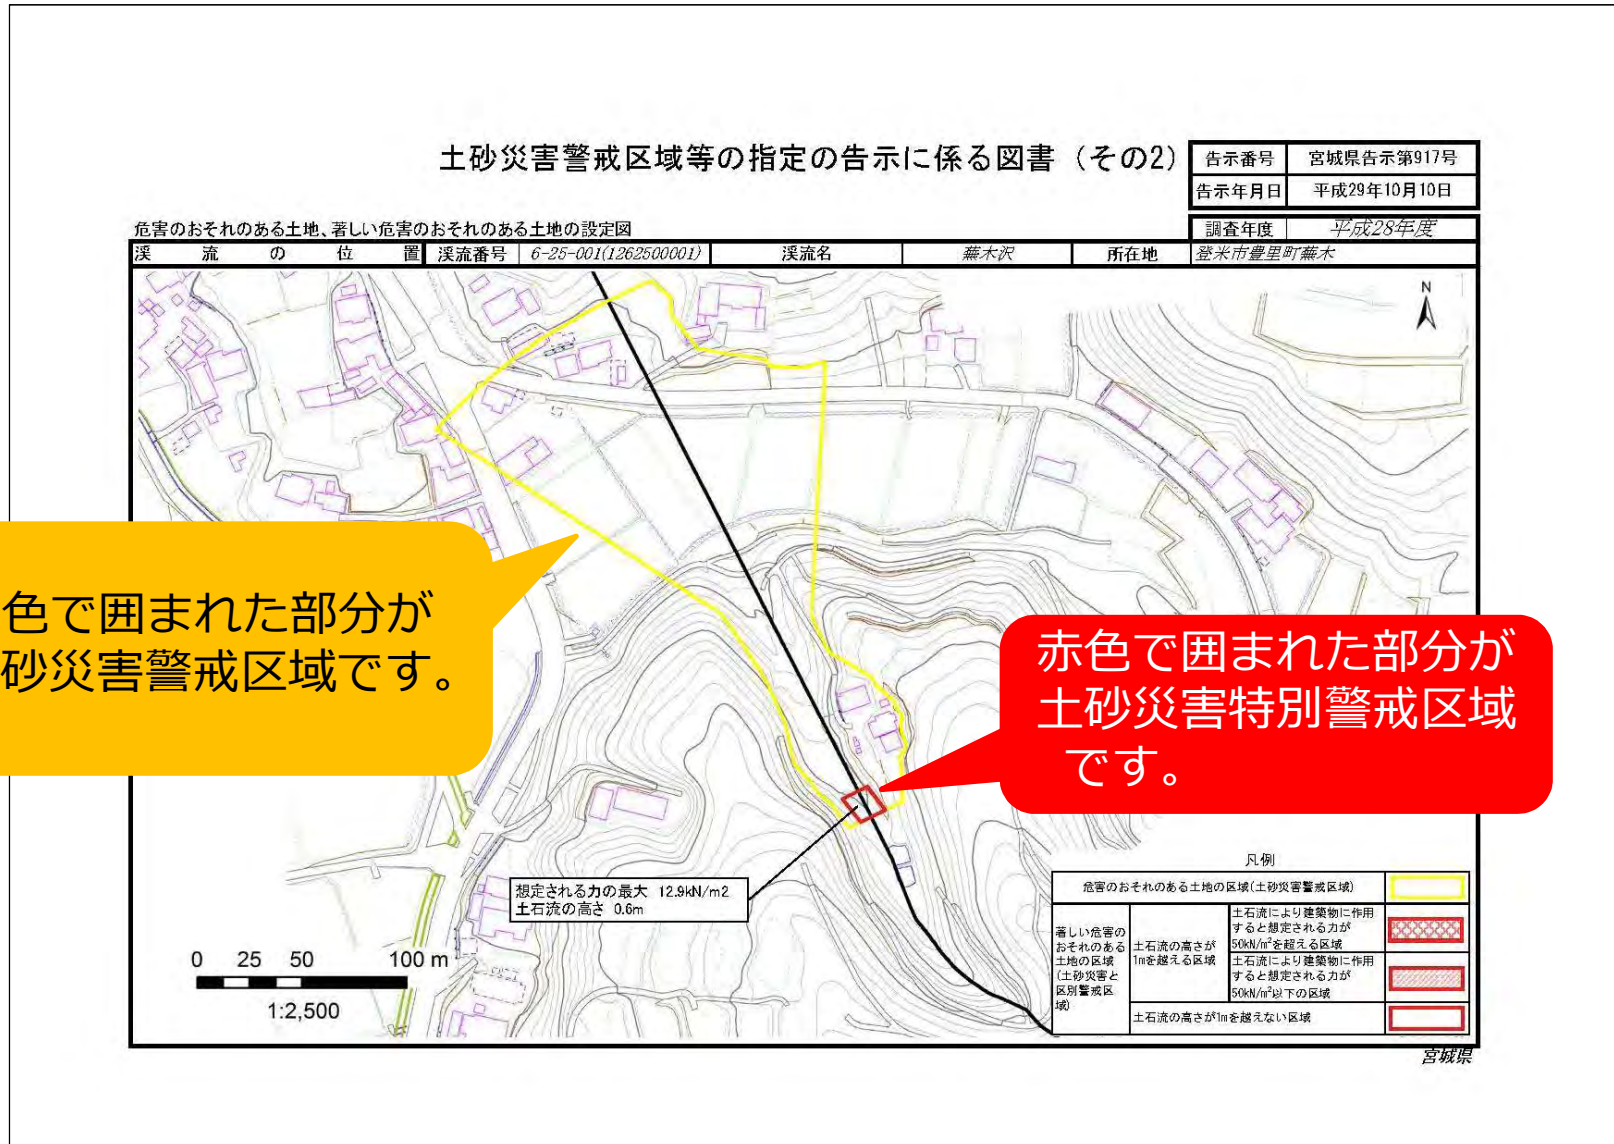 土砂災害警戒区域等の指定の告示に係る図書（その2）
告示番号 宮城県告示第917号
告示年月日 平成29年10月10日
調査年度 平成28年度
危害のおそれのある土地、著しい危害のおそれのある土地の設定図
渓流の位置 渓流番号 6-25-001(1262500001) 渓流名 蕪木沢 所在地 登米市豊里町蕪木
N
色で囲まれた部分が
砂災害警戒区域です。
赤色で囲まれた部分が
土砂災害特別警戒区域
です。
想定される力の最大 12.9kN/m2
土石流の高さ 0.6m
0 25 50 100 m
1:2,500
凡例
危害のおそれのある土地の区域(土砂災害警戒区域)
著しい危害の
おそれのある
土地の区域
(土砂災害と
区別警戒区
域)
土石流の高さが
1mを越える区域
土石流により建築物に作用
すると想定される力が
50kN/m²を超える区域
土石流により建築物に作用
すると想定される力が
50kN/m²以下の区域
土石流の高さが1mを越えない区域
宮城県